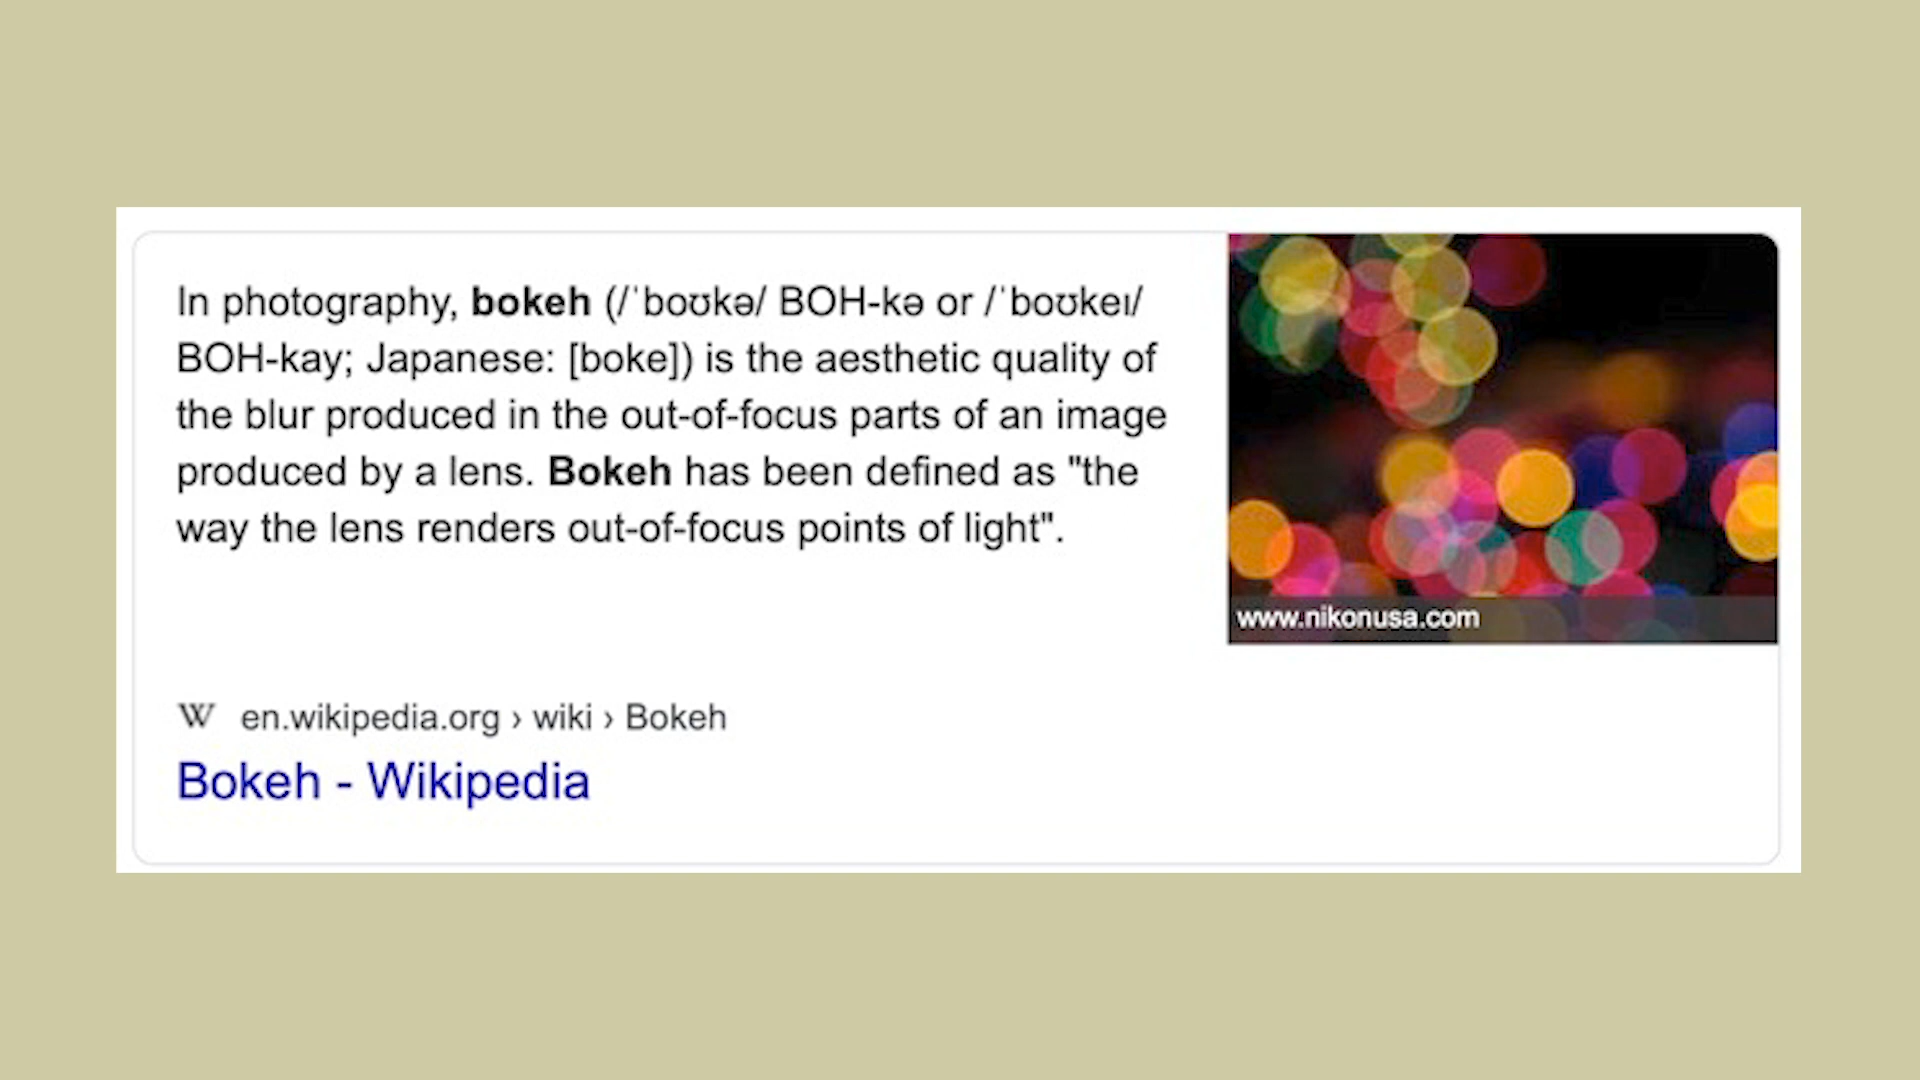 In photography, bokeh (/ˈboʊkə/ BOH-kə or /ˈboʊkeɪ/
BOH-kay; Japanese: [boke]) is the aesthetic quality of
the blur produced in the out-of-focus parts of an image
produced by a lens. Bokeh has been defined as "the
way the lens renders out-of-focus points of light".
www.nikonusa.com
W en.wikipedia.org › wiki › Bokeh
Bokeh - Wikipedia